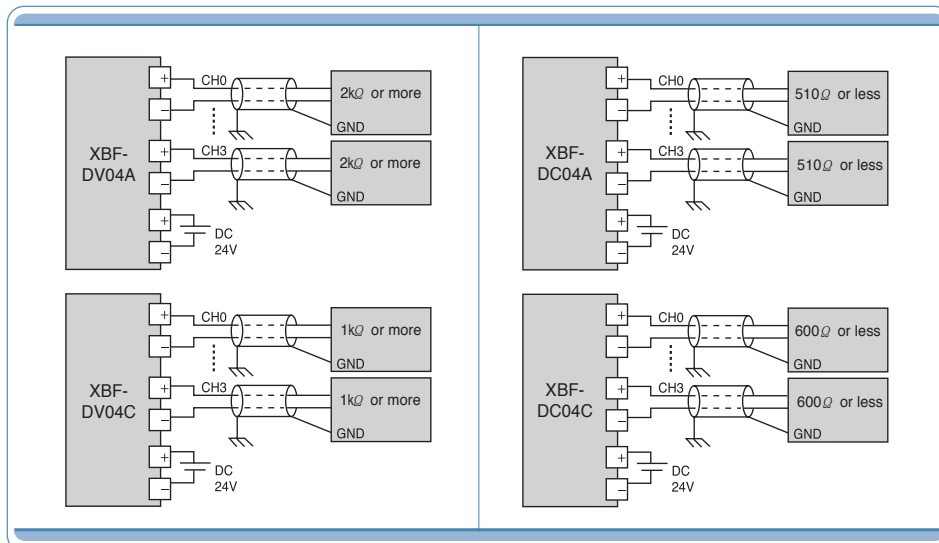 +
CH0
2kΩ or more
−
GND
XBF-
DV04A
+
CH3
2kΩ or more
−
GND
+
DC
24V
−
+
CH0
510Ω or less
−
GND
XBF-
DC04A
+
CH3
510Ω or less
−
GND
+
DC
24V
−
+
CH0
1kΩ or more
−
GND
XBF-
DV04C
+
CH3
1kΩ or more
−
GND
+
DC
24V
−
+
CH0
600Ω or less
−
GND
XBF-
DC04C
+
CH3
600Ω or less
−
GND
+
DC
24V
−